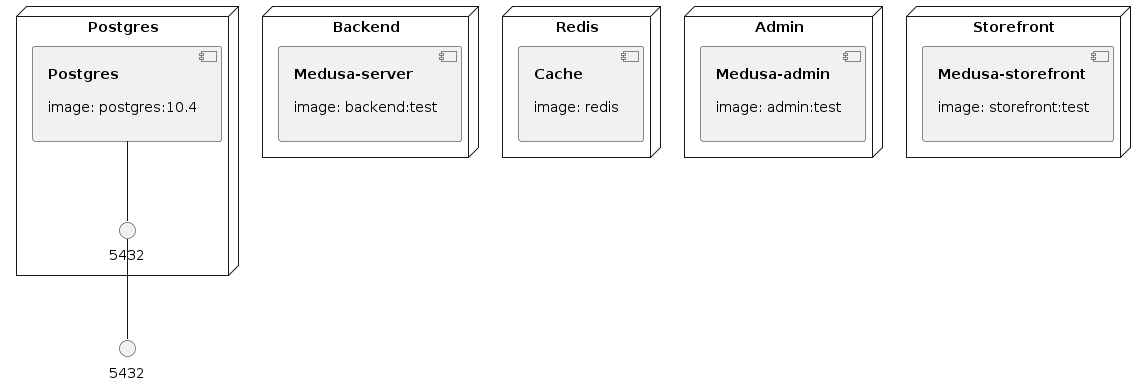 Postgres
Postgres
image: postgres:10.4
5432
5432
Backend
Medusa-server
image: backend:test
Redis
Cache
image: redis
Admin
Medusa-admin
image: admin:test
Storefront
Medusa-storefront
image: storefront:test